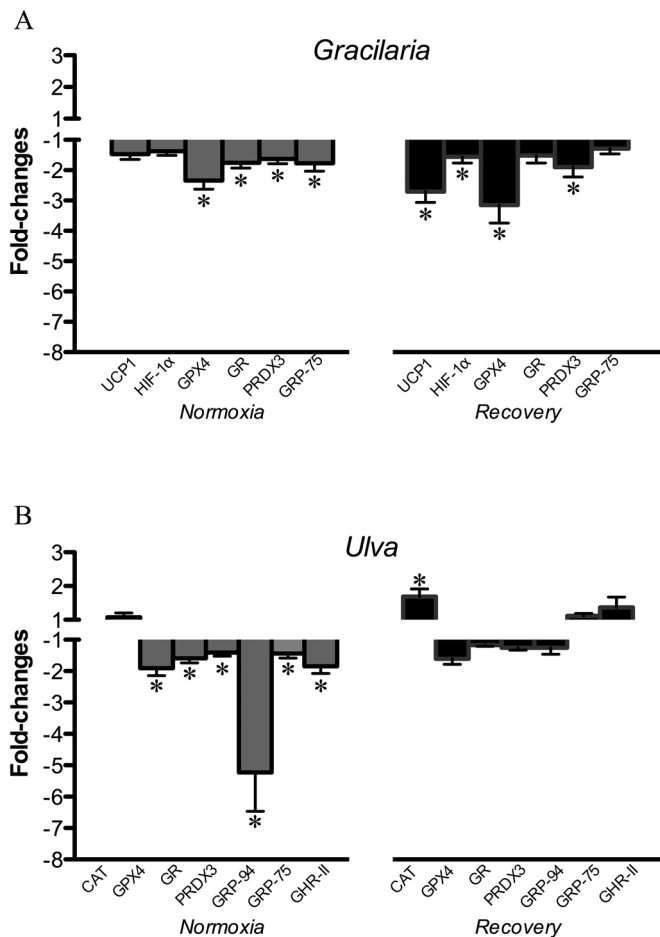 A
Gracilaria
3
2
1
-1
-2
-3
-4
-5
-6
-7
-8
Fold-changes
* * * * * * * *
UCP1 HIF-1α GPX4 GR PRDX3 GRP-75 UCP1 HIF-1α GPX4 GR PRDX3 GRP-75
Normoxia Recovery
B
Ulva
3
2
1
-1
-2
-3
-4
-5
-6
-7
-8
Fold-changes
* * * * * * *
CAT GPX4 GR PRDX3 GRP-94 GRP-75 GHR-II CAT GPX4 GR PRDX3 GRP-94 GRP-75 GHR-II
Normoxia Recovery